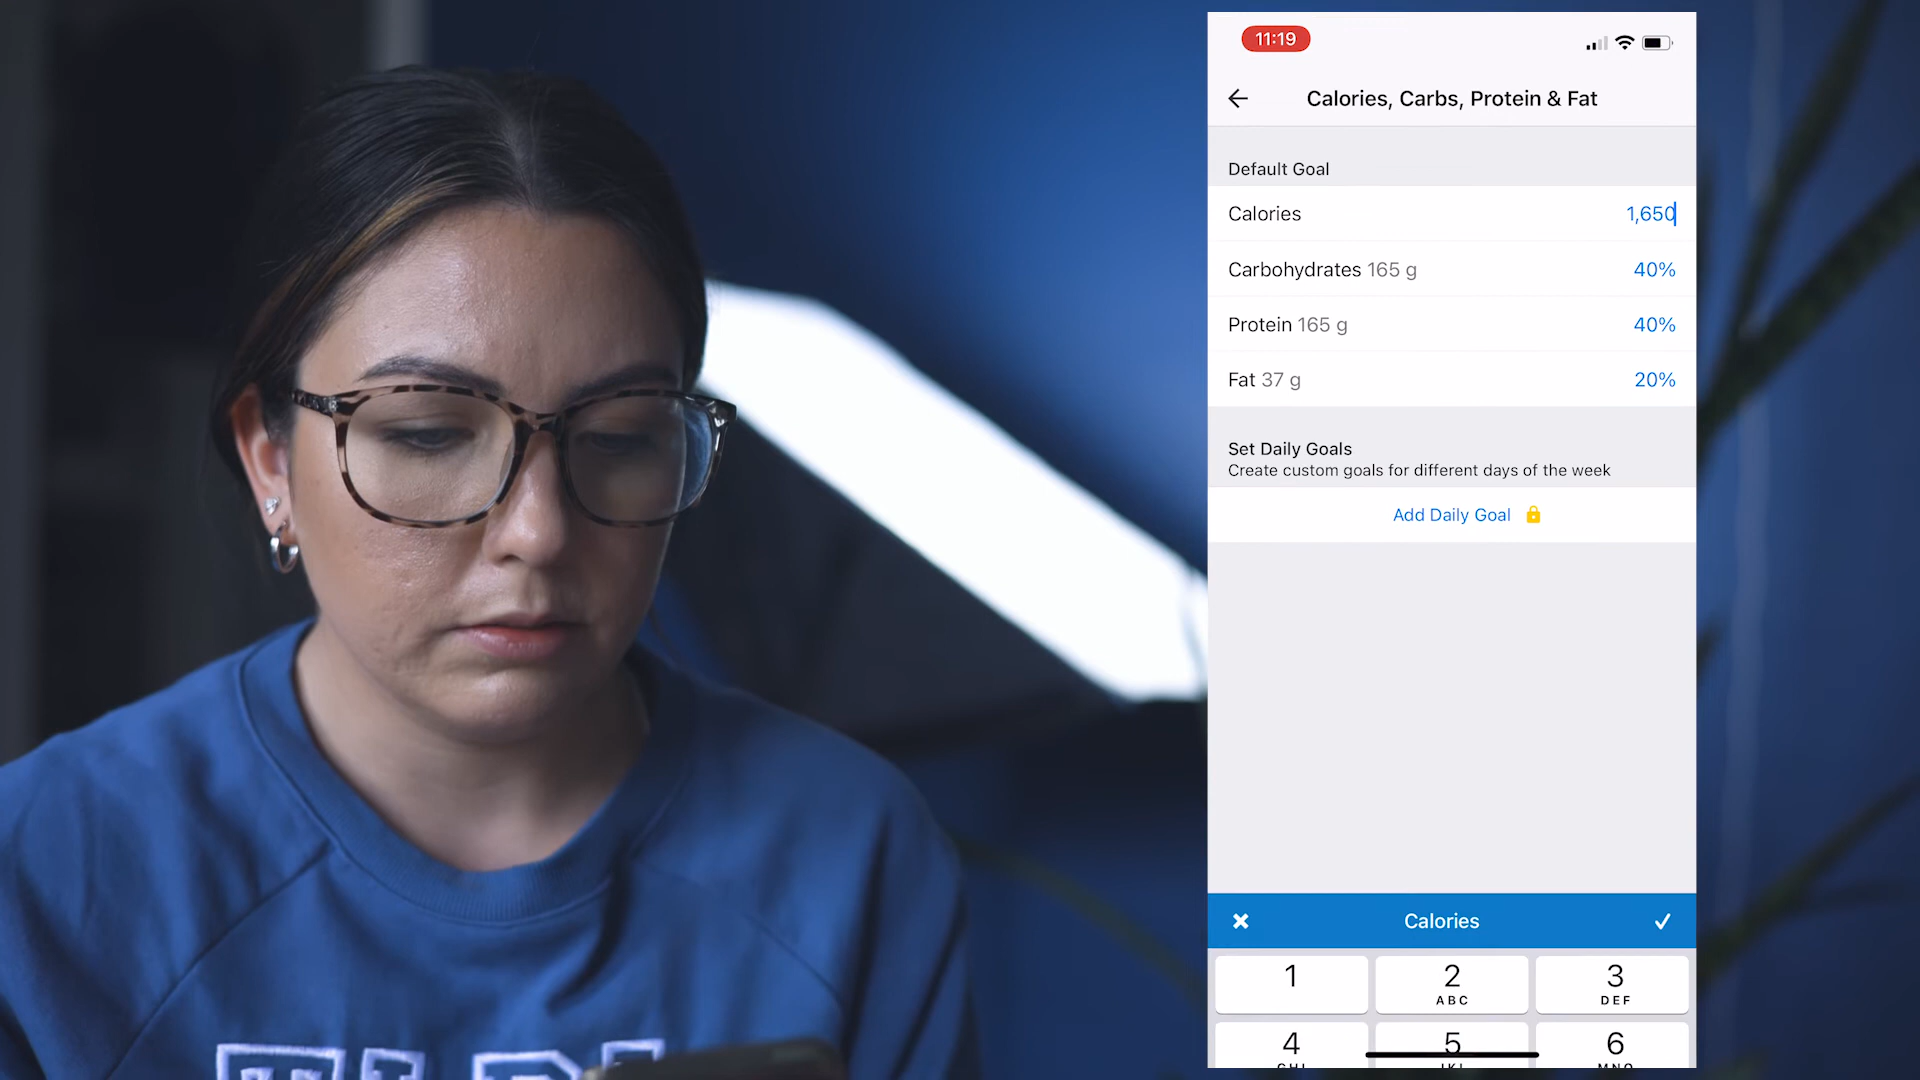 11:19
Calories, Carbs, Protein & Fat
Default Goal
Calories 1,650
Carbohydrates 165 g 40%
Protein 165 g 40%
Fat 37 g 20%
Set Daily Goals
Create custom goals for different days of the week
Add Daily Goal
Calories
1 2 3
ABC DEF
4 5 6